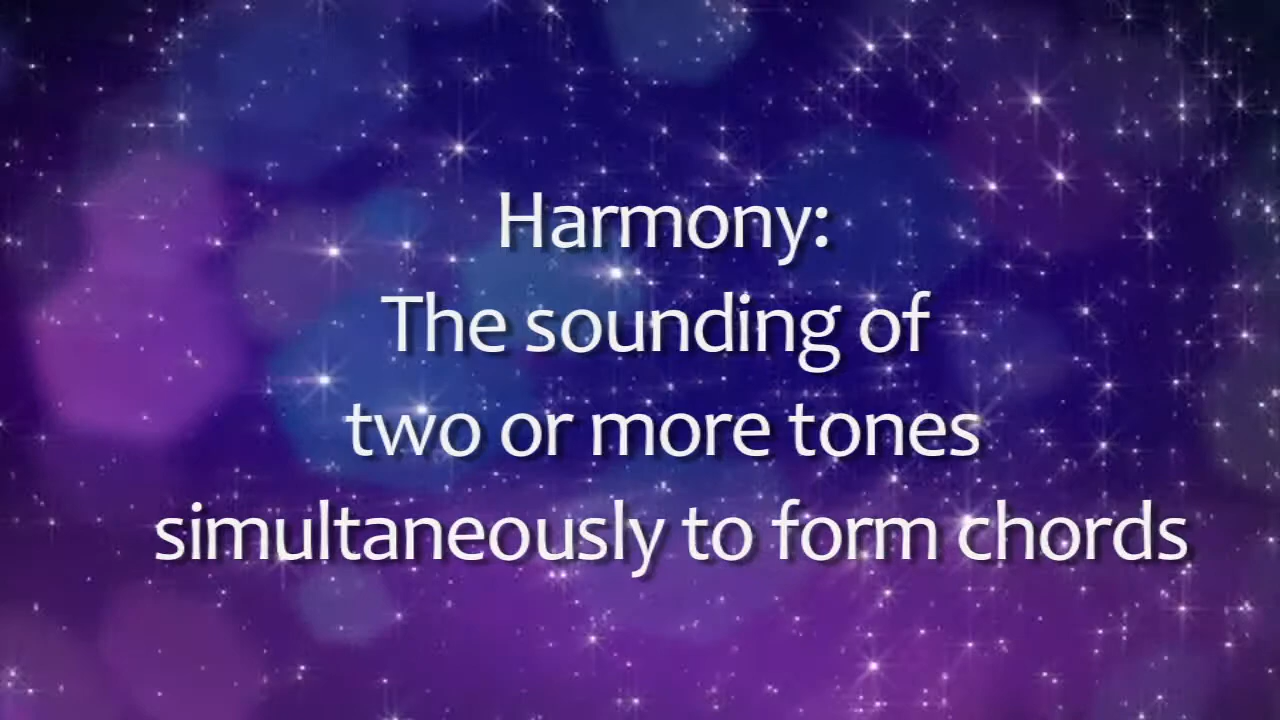 Harmony:
The sounding of
two or more tones
simultaneously to form chords